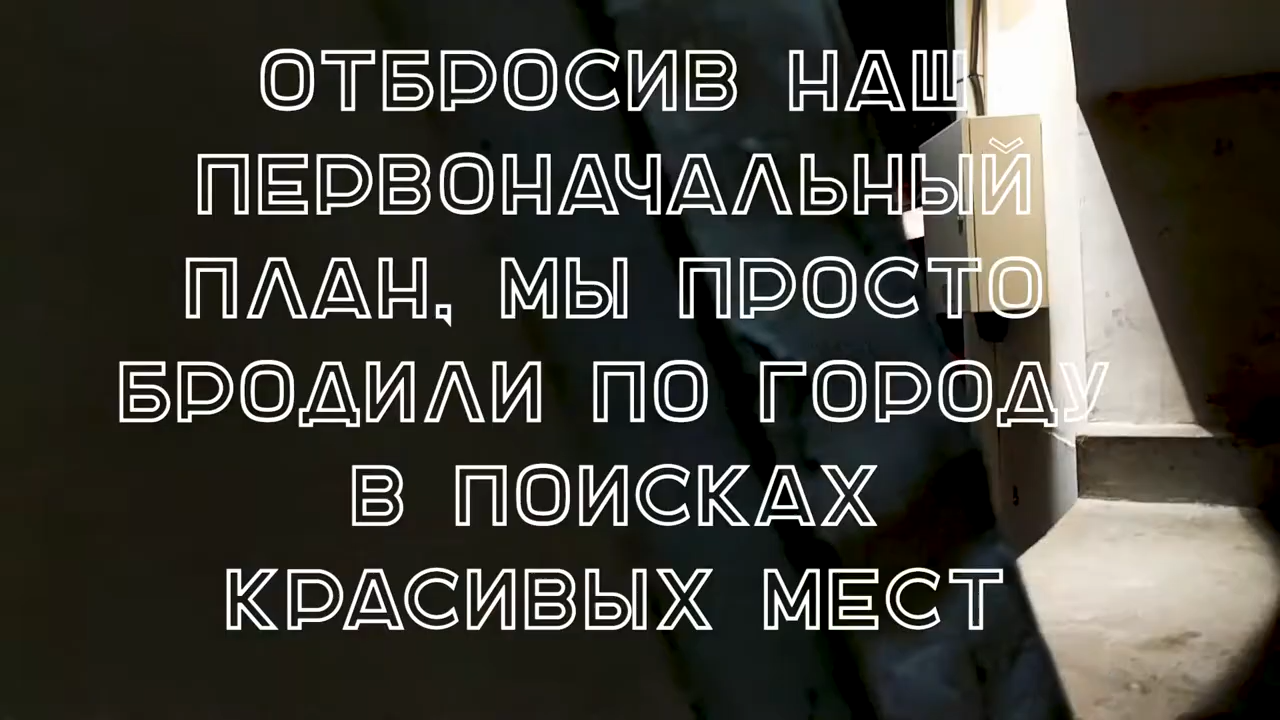 ОТБРОСИВ НАШ
ПЕРВОНАЧАЛЬНЫЙ
ПЛАН, МЫ ПРОСТО
БРОДИЛИ ПО ГОРОДУ
В ПОИСКАХ
КРАСИВЫХ МЕСТ